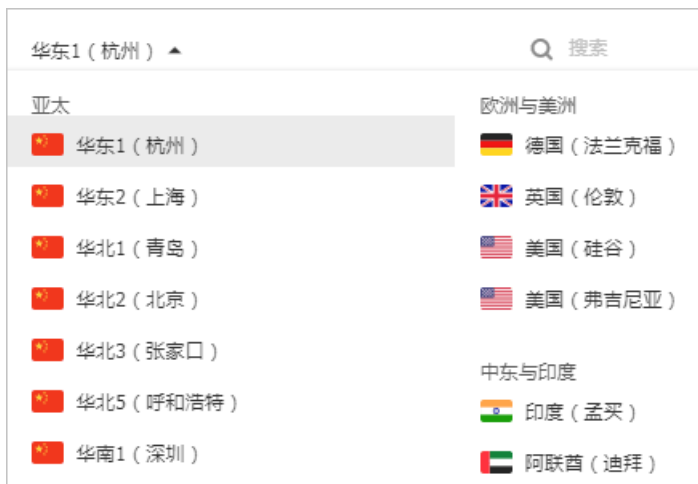 华东1（杭州）
搜索
亚太
华东1（杭州）
华东2（上海）
华北1（青岛）
华北2（北京）
华北3（张家口）
华北5（呼和浩特）
华南1（深圳）
欧洲与美洲
德国（法兰克福）
英国（伦敦）
美国（硅谷）
美国（弗吉尼亚）
中东与印度
印度（孟买）
阿联酋（迪拜）